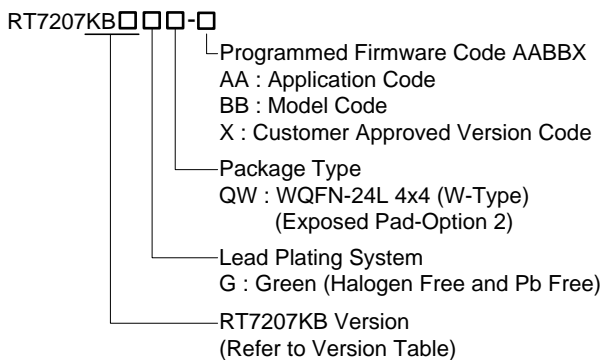 RT7207KB□□□-□
Programmed Firmware Code AABBX
AA : Application Code
BB : Model Code
X : Customer Approved Version Code
Package Type
QW : WQFN-24L 4x4 (W-Type)
(Exposed Pad-Option 2)
Lead Plating System
G : Green (Halogen Free and Pb Free)
RT7207KB Version
(Refer to Version Table)